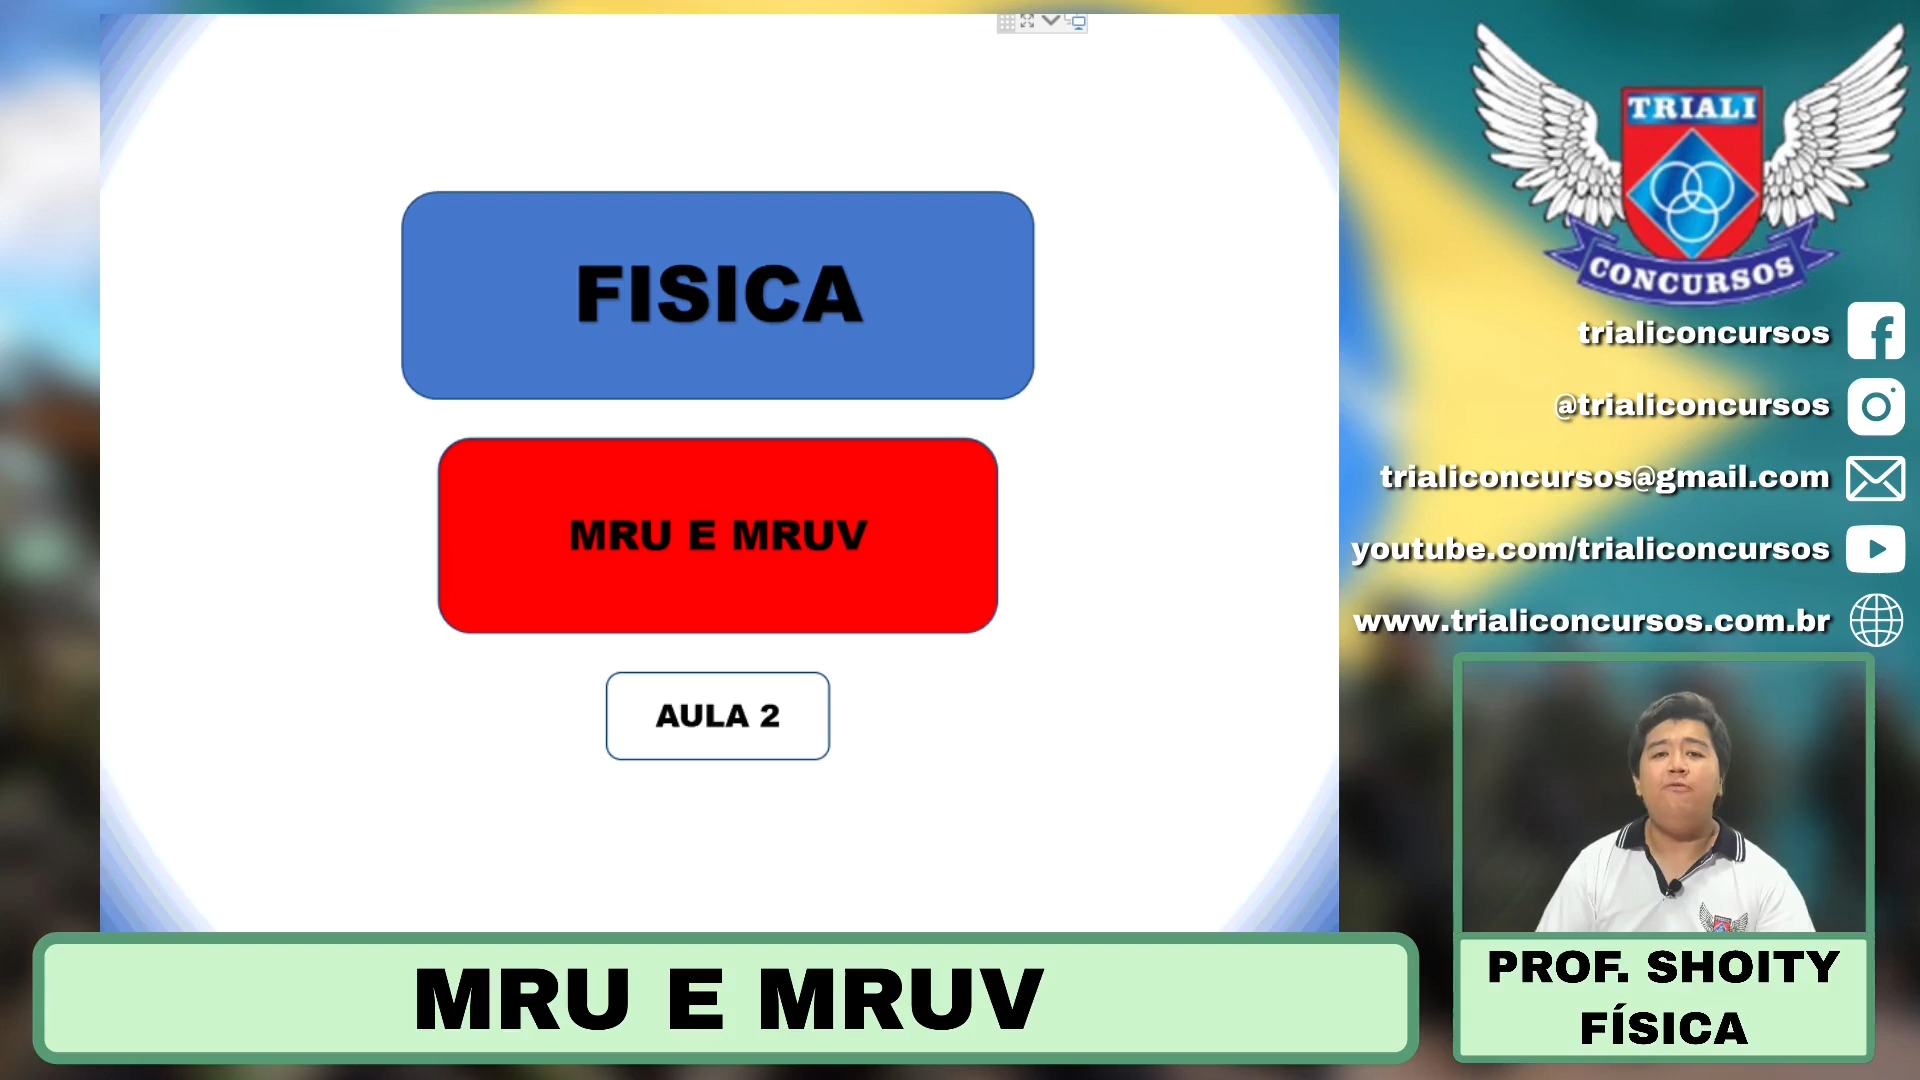 FISICA
MRU E MRUV
AULA 2
TRIALI
CONCURSOS
trialiconcursos
@trialiconcursos
trialiconcursos@gmail.com
youtube.com/trialiconcursos
www.trialiconcursos.com.br
MRU E MRUV
PROF. SHOITY
FÍSICA